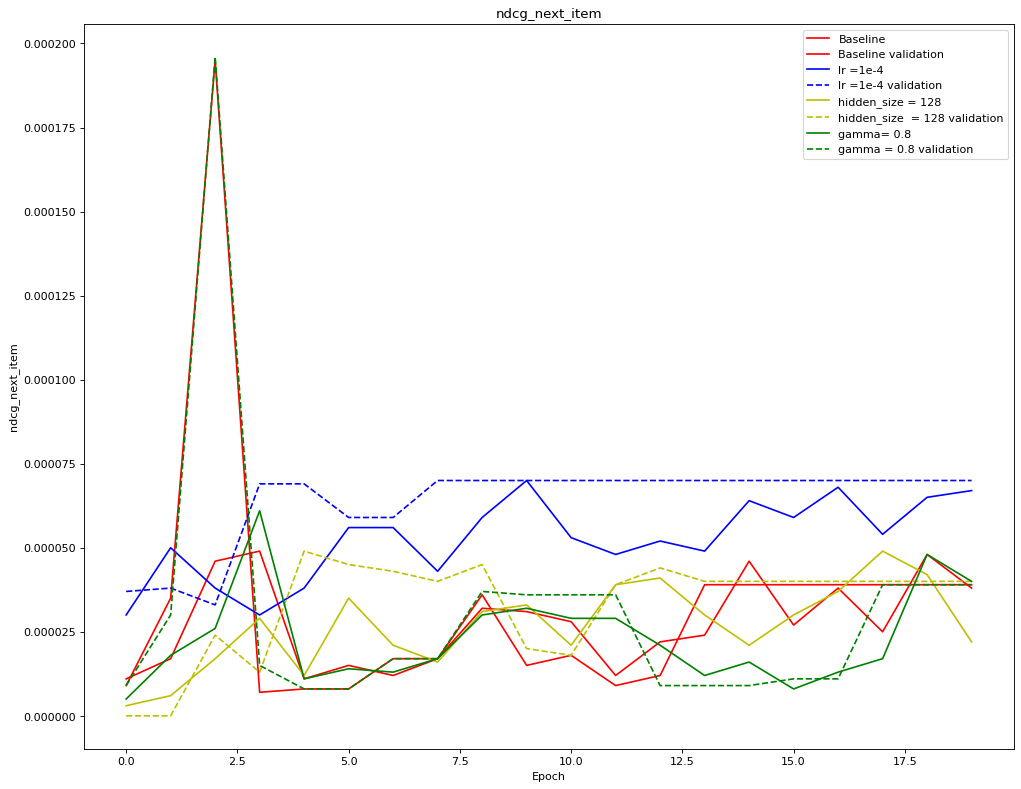 ndcg_next_item
0.000200
0.000175
0.000150
0.000125
0.000100
0.000075
0.000050
0.000025
0.000000
ndcg_next_item
Baseline
Baseline validation
lr =1e-4
lr =1e-4 validation
hidden_size = 128
hidden_size  = 128 validation
gamma= 0.8
gamma = 0.8 validation
0.0 2.5 5.0 7.5 10.0 12.5 15.0 17.5
Epoch